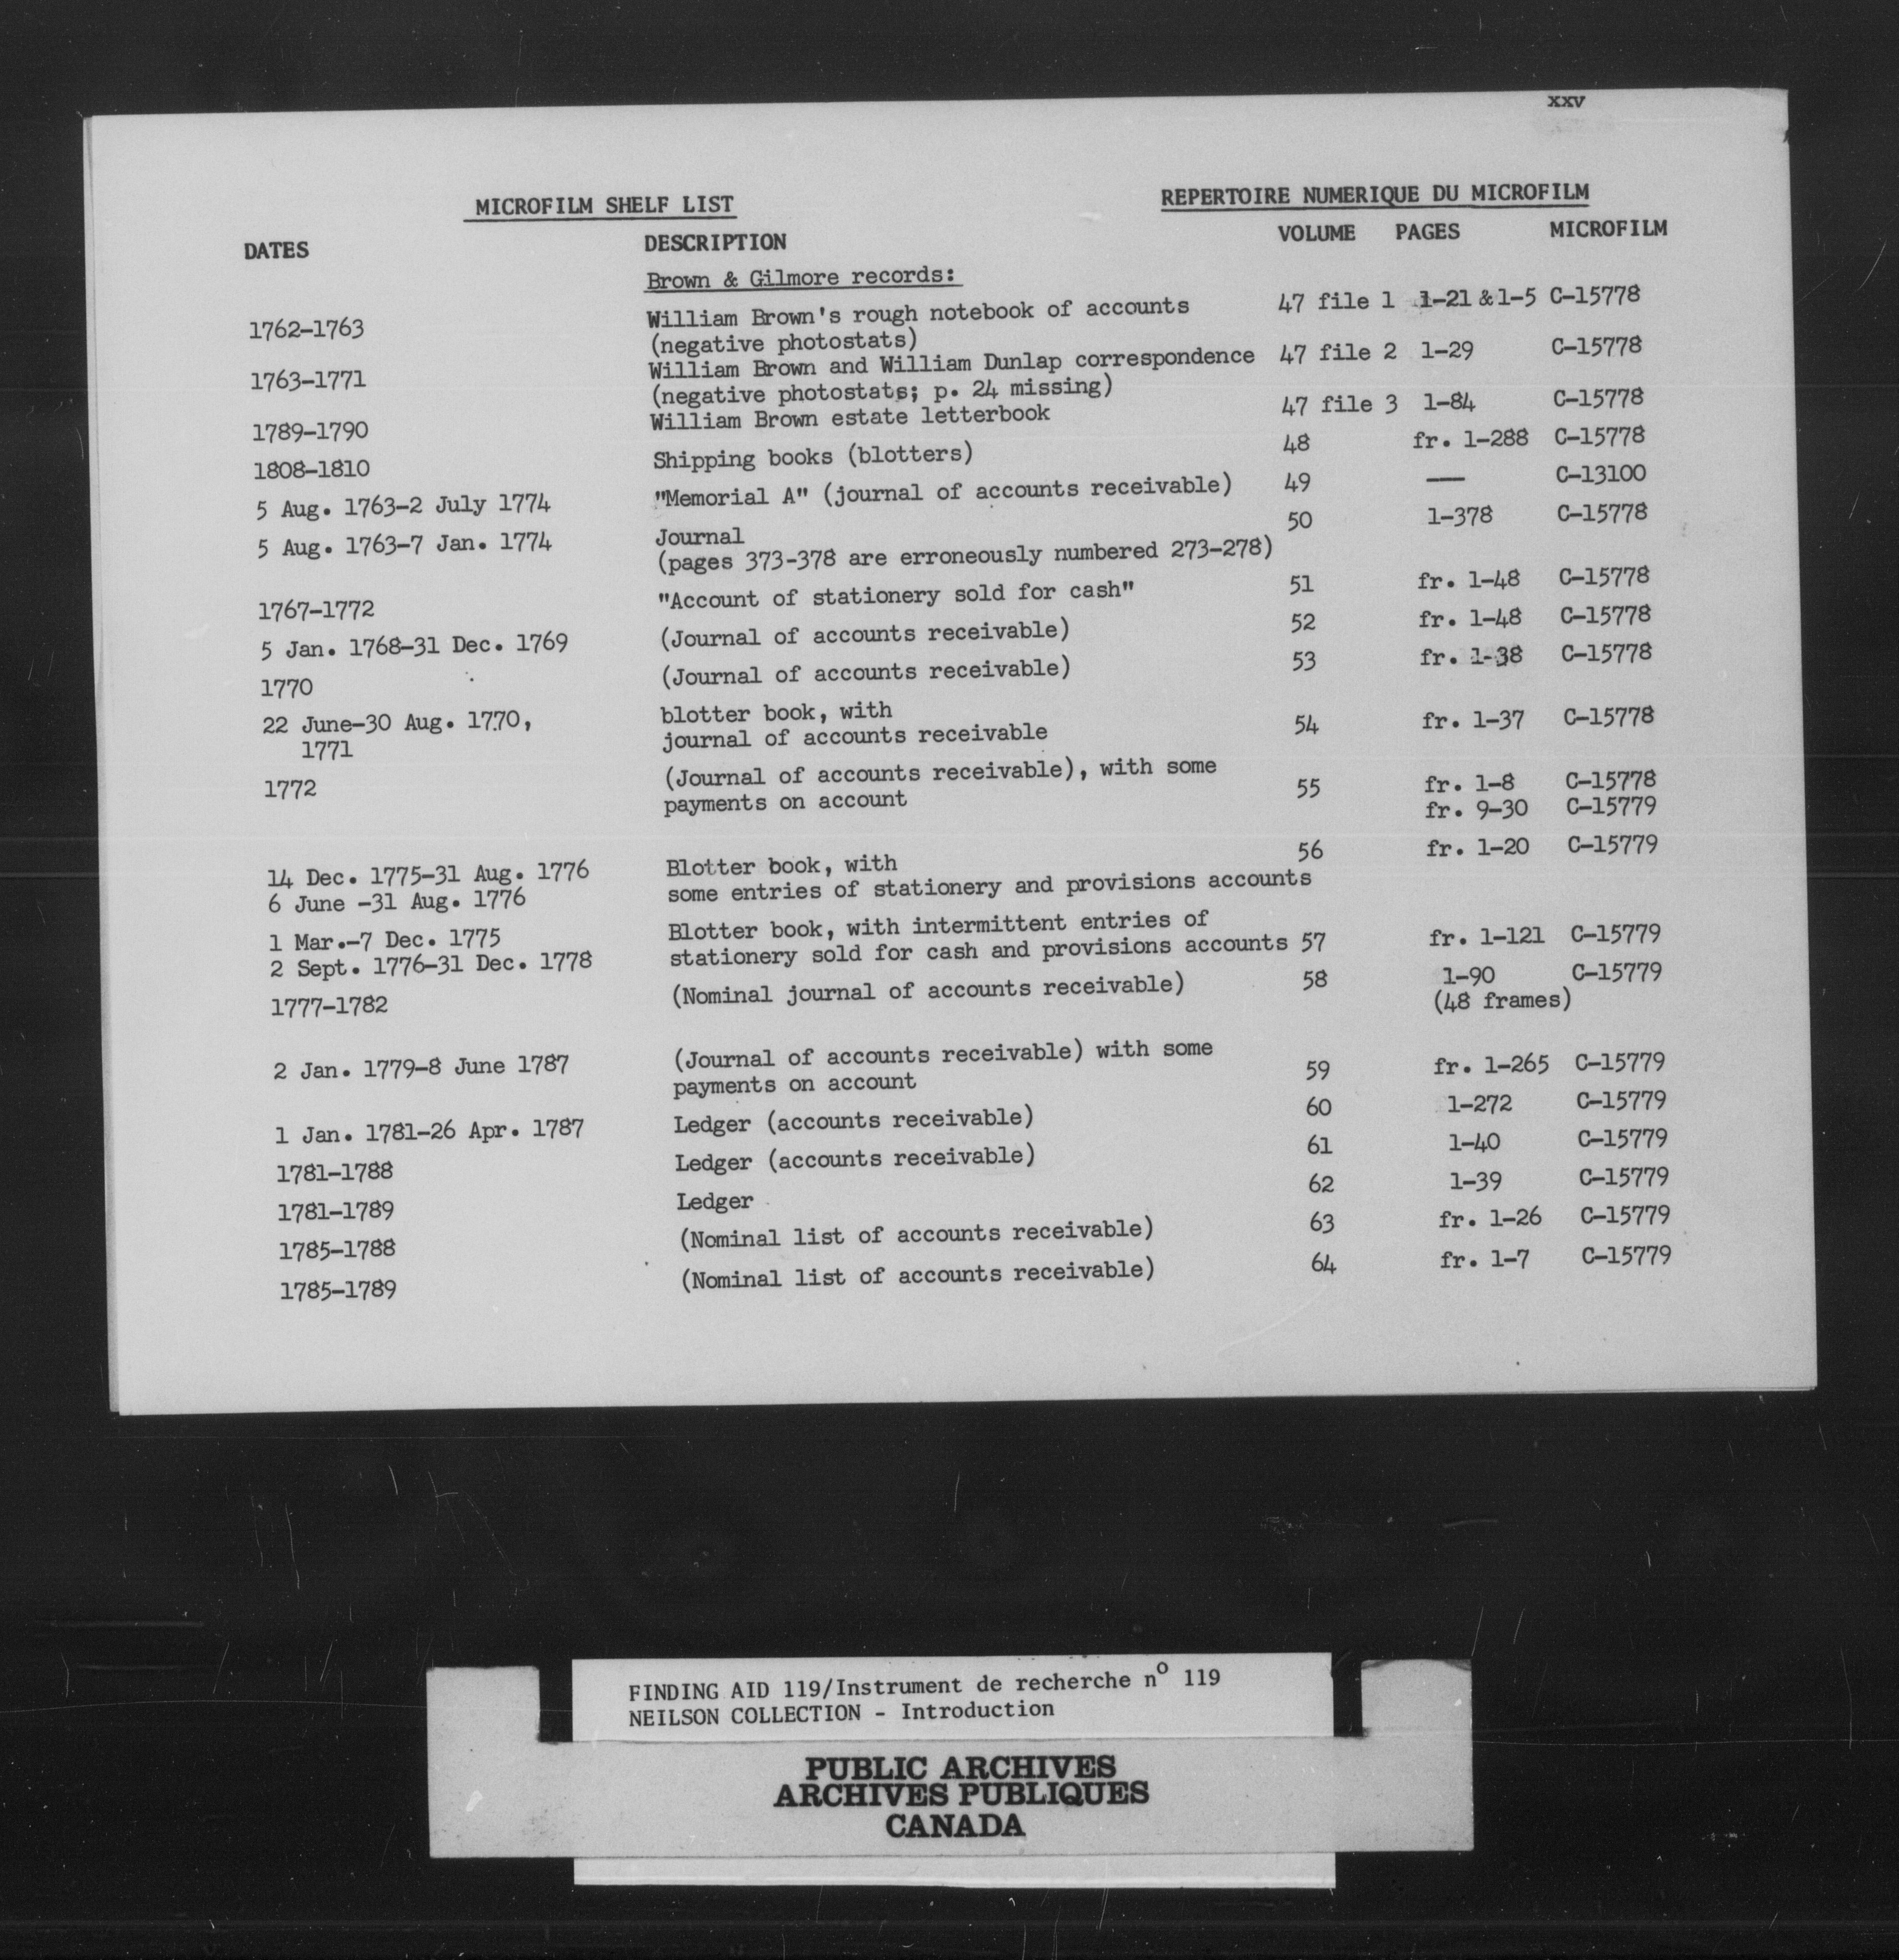 xxv
MICROFILM SHELF LIST REPERTOIRE NUMERIQUE DU MICROFILM
DATES DESCRIPTION VOLUME PAGES MICROFILM
Brown & Gilmore records:
1762-1763 William Brown's rough notebook of accounts 47 file 1 1-21 & 1-5 C-15778
(negative photostats)
1763-1771 William Brown and William Dunlap correspondence 47 file 2 1-29 C-15778
(negative photostats; p. 24 missing)
1789-1790 William Brown estate letterbook 47 file 3 1-84 C-15778
1808-1810 Shipping books (blotters) 48 fr. 1-288 C-15778
5 Aug. 1763-2 July 1774 "Memorial A" (journal of accounts receivable) 49 — C-13100
5 Aug. 1763-7 Jan. 1774 Journal 50 1-378 C-15778
(pages 373-378 are erroneously numbered 273-278)
1767-1772 "Account of stationery sold for cash" 51 fr. 1-48 C-15778
5 Jan. 1768-31 Dec. 1769 (Journal of accounts receivable) 52 fr. 1-48 C-15778
1770 (Journal of accounts receivable) 53 fr. 1-38 C-15778
22 June-30 Aug. 1770, blotter book, with 54 fr. 1-37 C-15778
1771 journal of accounts receivable
1772 (Journal of accounts receivable), with some 55 fr. 1-8 C-15778
payments on account fr. 9-30 C-15779
14 Dec. 1775-31 Aug. 1776 Blotter book, with 56 fr. 1-20 C-15779
6 June -31 Aug. 1776 some entries of stationery and provisions accounts
1 Mar.-7 Dec. 1775 Blotter book, with intermittent entries of
2 Sept. 1776-31 Dec. 1778 stationery sold for cash and provisions accounts 57 fr. 1-121 C-15779
1777-1782 (Nominal journal of accounts receivable) 58 1-90 C-15779
(48 frames)
2 Jan. 1779-8 June 1787 (Journal of accounts receivable) with some 59 fr. 1-265 C-15779
payments on account
1 Jan. 1781-26 Apr. 1787 Ledger (accounts receivable) 60 1-272 C-15779
1781-1788 Ledger (accounts receivable) 61 1-40 C-15779
1781-1789 Ledger 62 1-39 C-15779
1785-1788 (Nominal list of accounts receivable) 63 fr. 1-26 C-15779
1785-1789 (Nominal list of accounts receivable) 64 fr. 1-7 C-15779
FINDING AID 119/Instrument de recherche nº 119
NEILSON COLLECTION - Introduction
PUBLIC ARCHIVES
ARCHIVES PUBLIQUES
CANADA